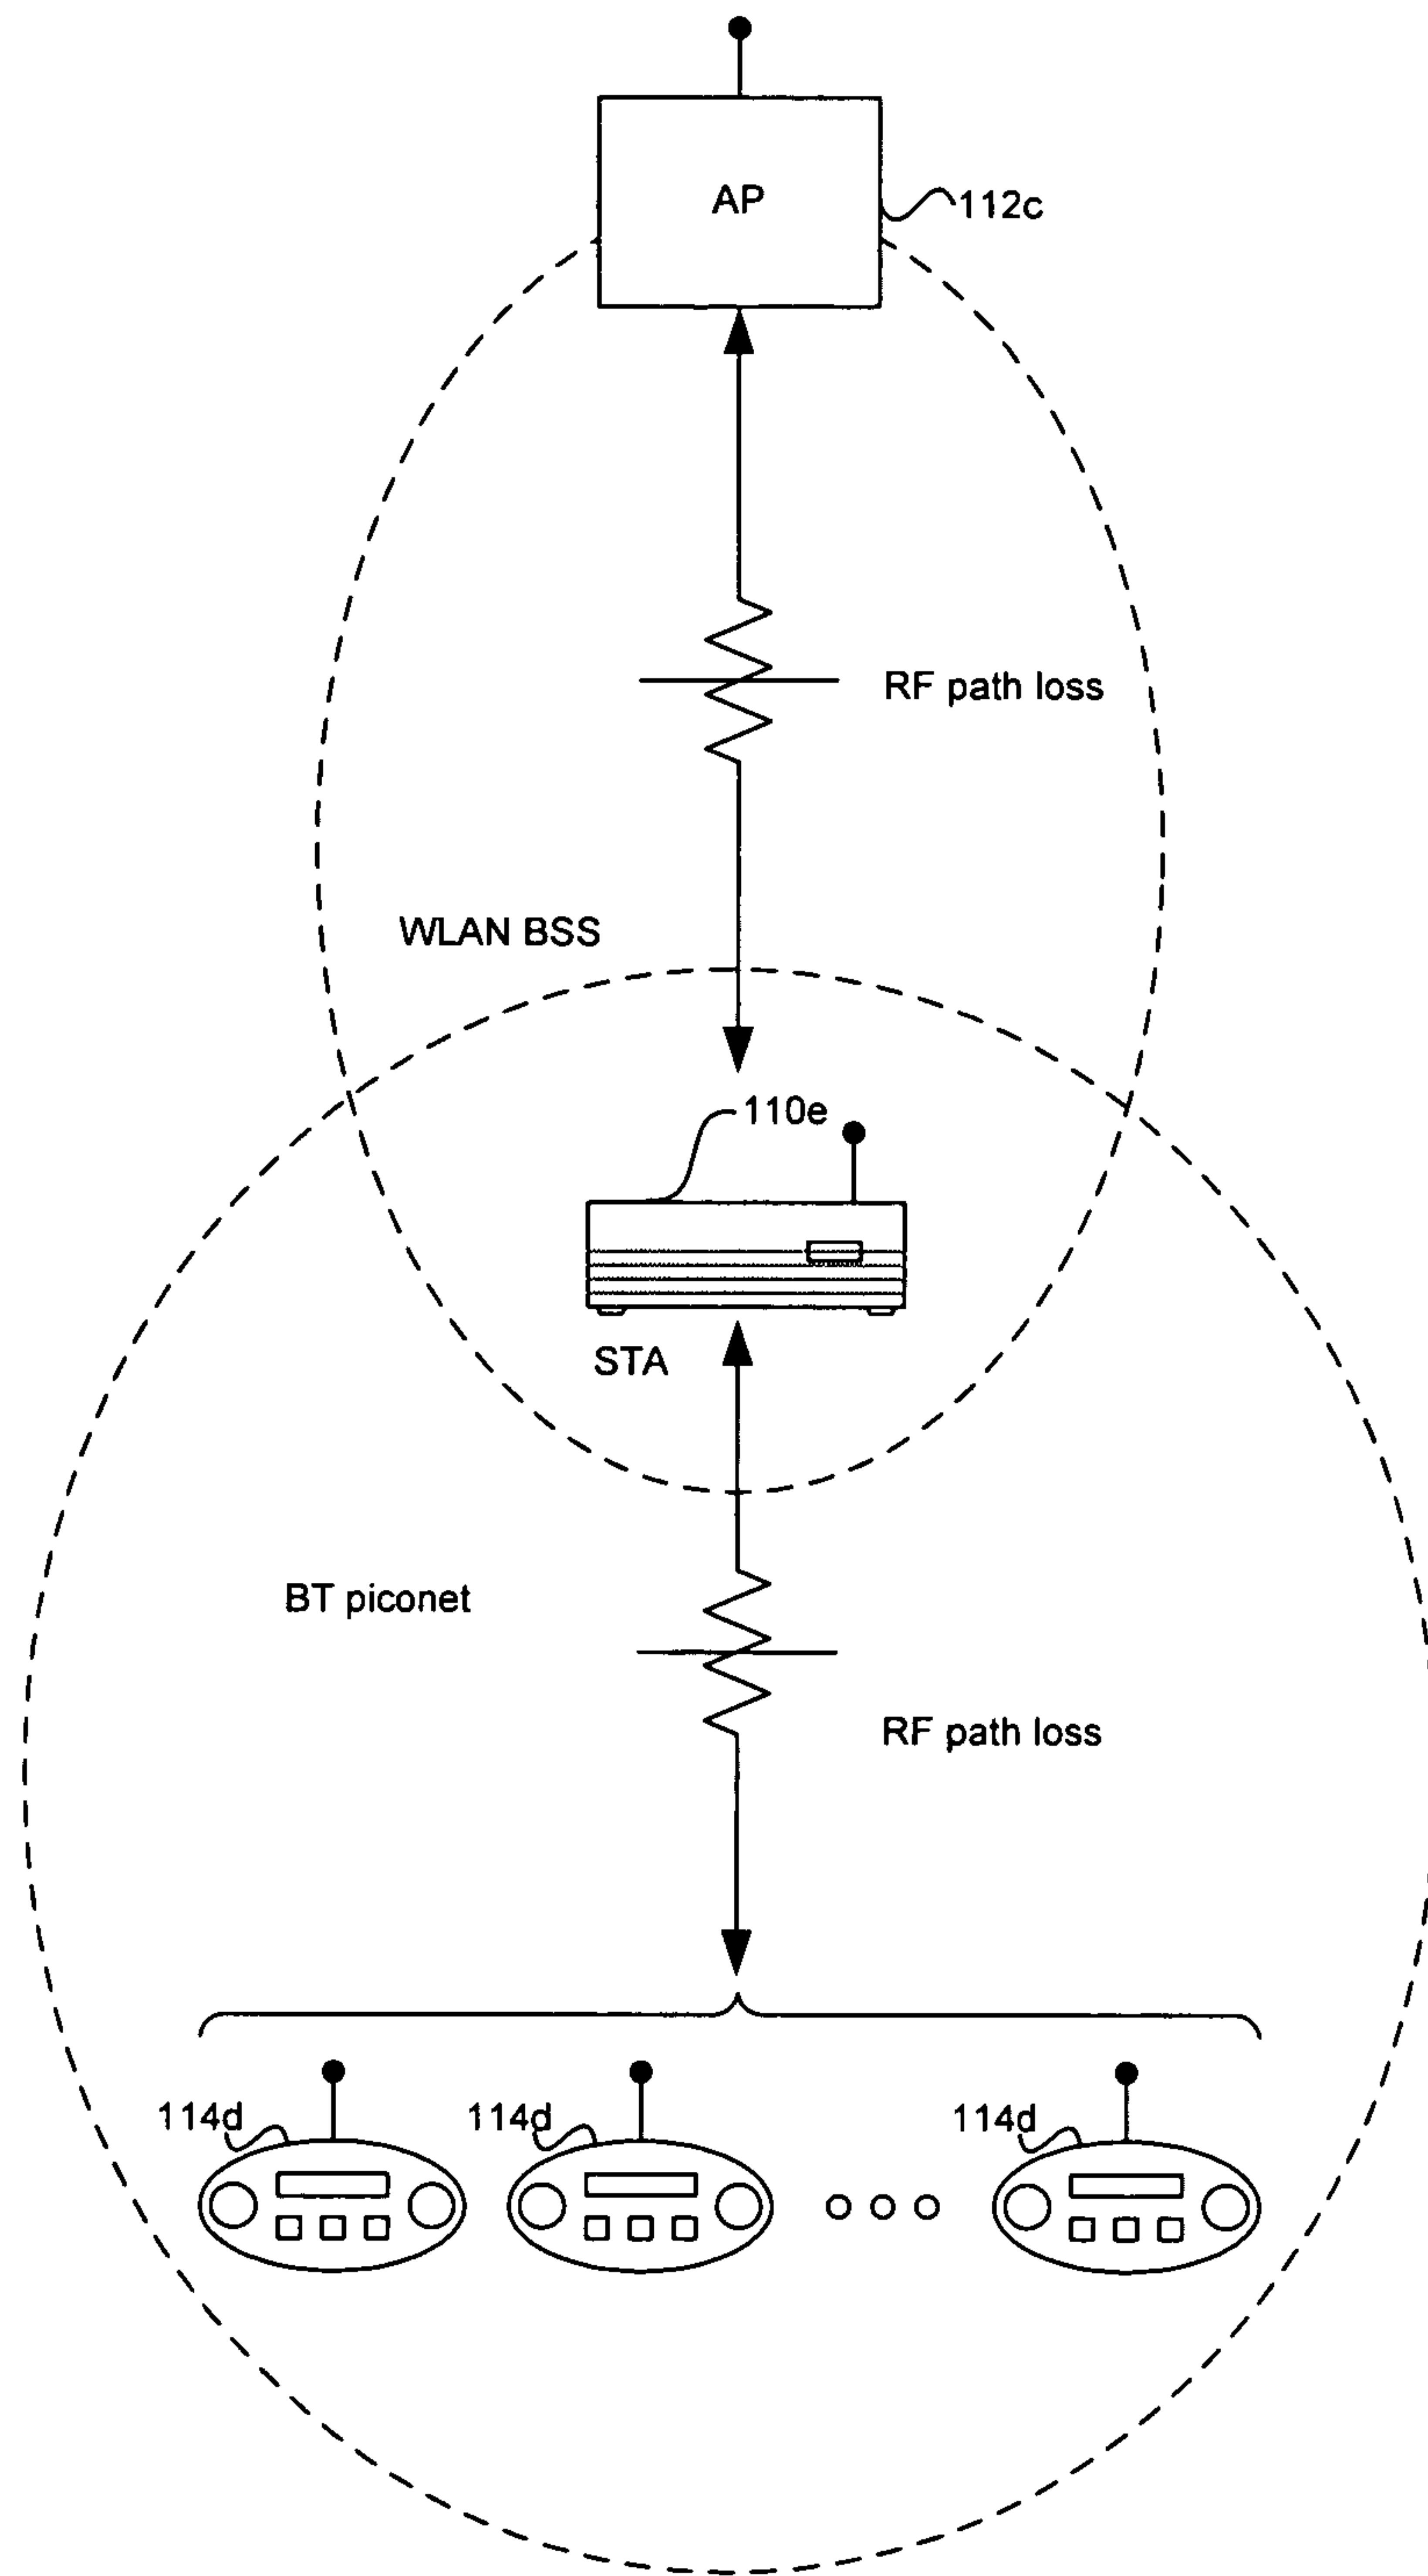 AP
112c
RF path loss
WLAN BSS
110e
STA
BT piconet
RF path loss
114d
114d
114d